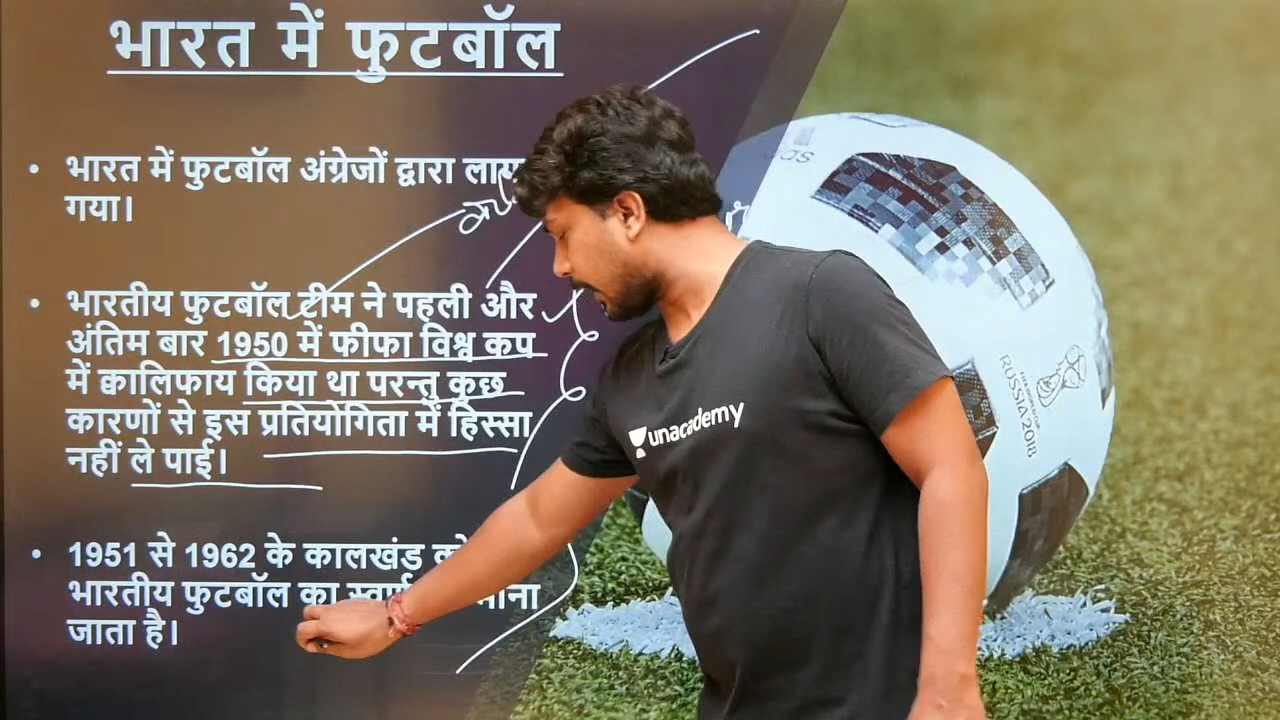 भारत में फुटबॉल
भारत में फुटबॉल अंग्रेजों द्वारा
गया।
भारतीय फुटबॉल टीम ने पहली और
अंतिम बार 1950 में फीफा विश्व कप
में क्वालिफाय किया था परन्तु कुछ
कारणों से इस प्रतियोगिता में हिस्सा
नहीं ले पाई।
1951 से 1962 के कालखंड
भारतीय फुटबॉल का
जाता है।
unacademy
RUSSIA 2018